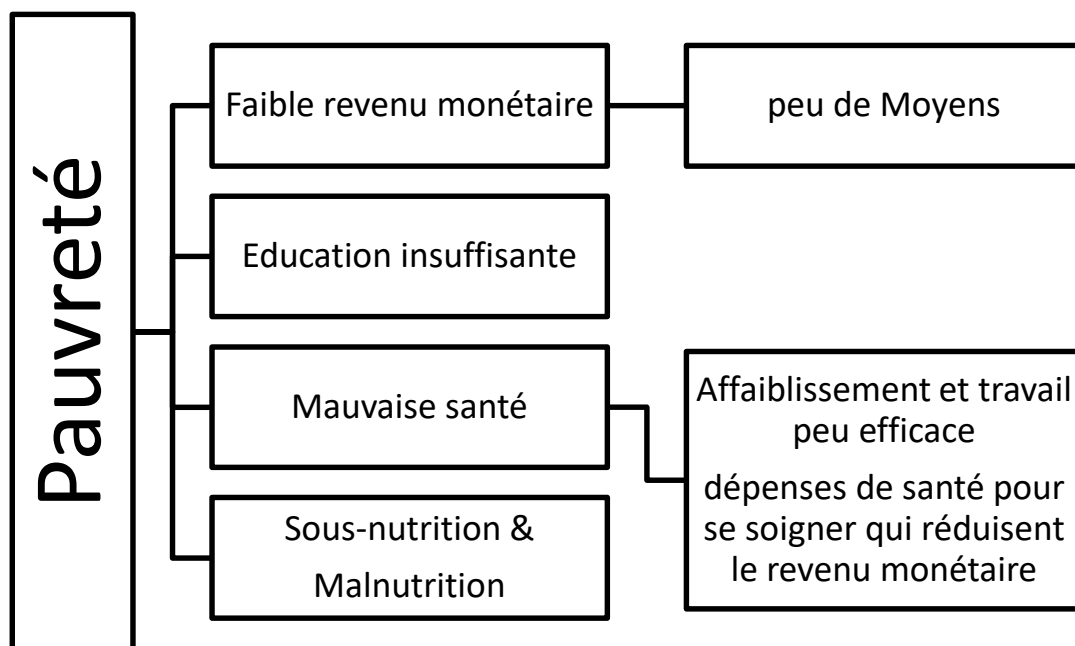 Pauvreté
Faible revenu monétaire
peu de Moyens
Education insuffisante
Mauvaise santé
Affaiblissement et travail
peu efficace
dépenses de santé pour
se soigner qui réduisent
le revenu monétaire
Sous-nutrition &
Malnutrition